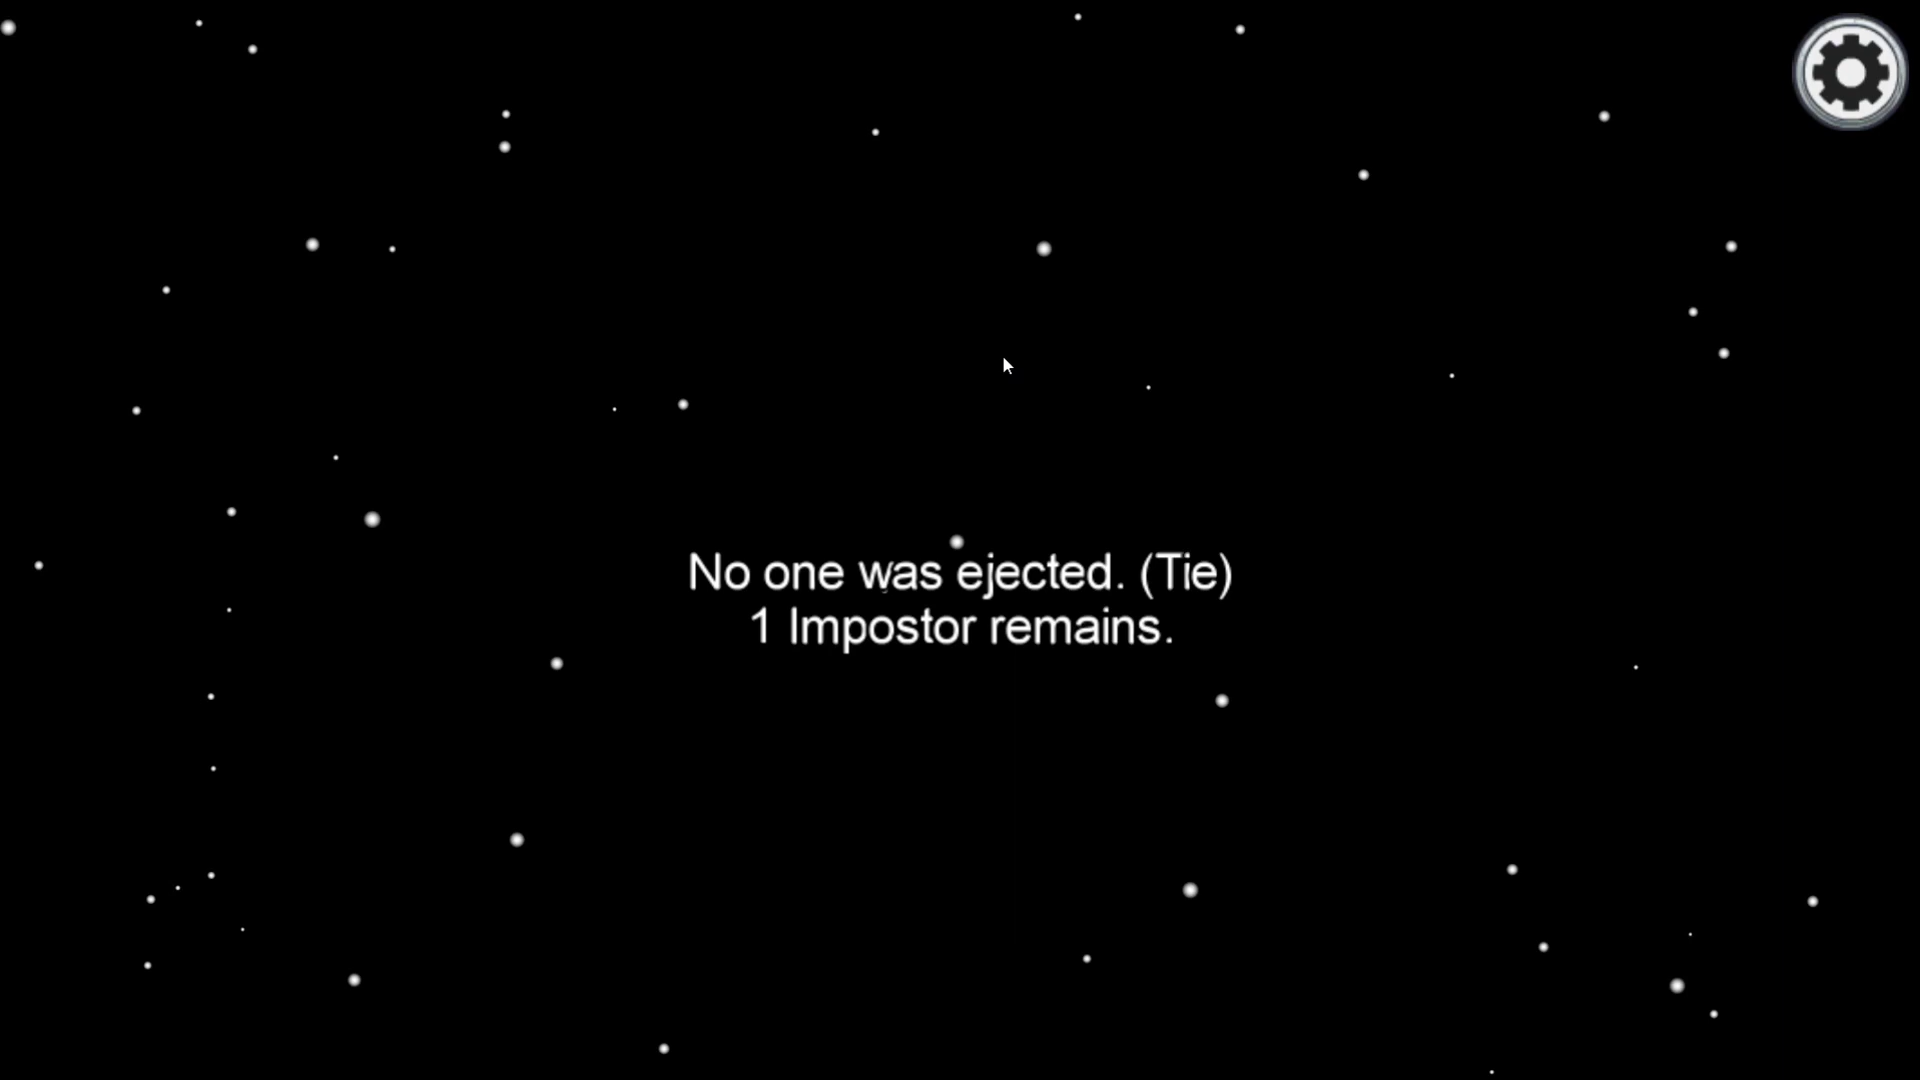 No one was ejected. (Tie)
1 Impostor remains.